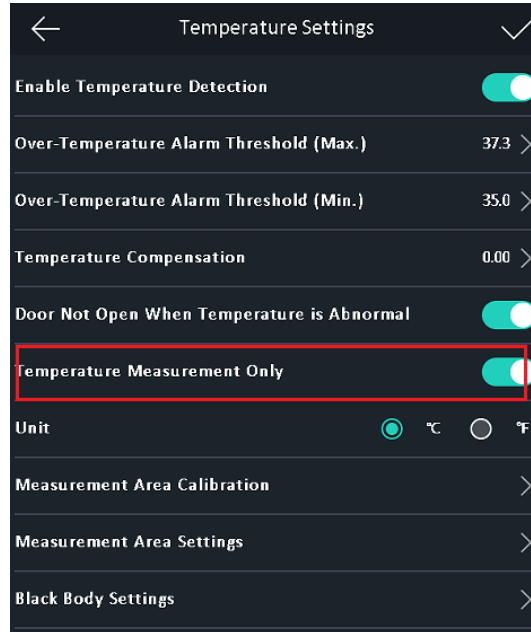 Temperature Settings
Enable Temperature Detection
Over-Temperature Alarm Threshold (Max.) 37.3
Over-Temperature Alarm Threshold (Min.) 35.0
Temperature Compensation 0.00
Door Not Open When Temperature is Abnormal
Temperature Measurement Only
Unit ℃ ℉
Measurement Area Calibration
Measurement Area Settings
Black Body Settings